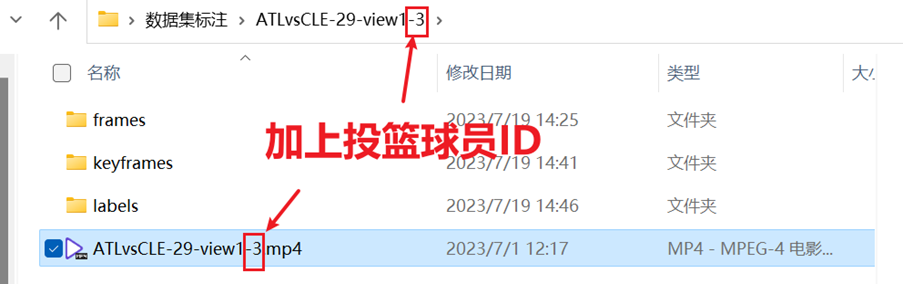 数据集标注 ATLvsCLE-29-view1-3
名称 修改日期 类型 大小
frames 2023/7/19 14:25 文件夹
加上投篮球员ID
keyframes 2023/7/19 14:41 文件夹
labels 2023/7/19 14:46 文件夹
ATLvsCLE-29-view1-3.mp4 2023/7/1 12:17 MP4 - MPEG-4 电影...